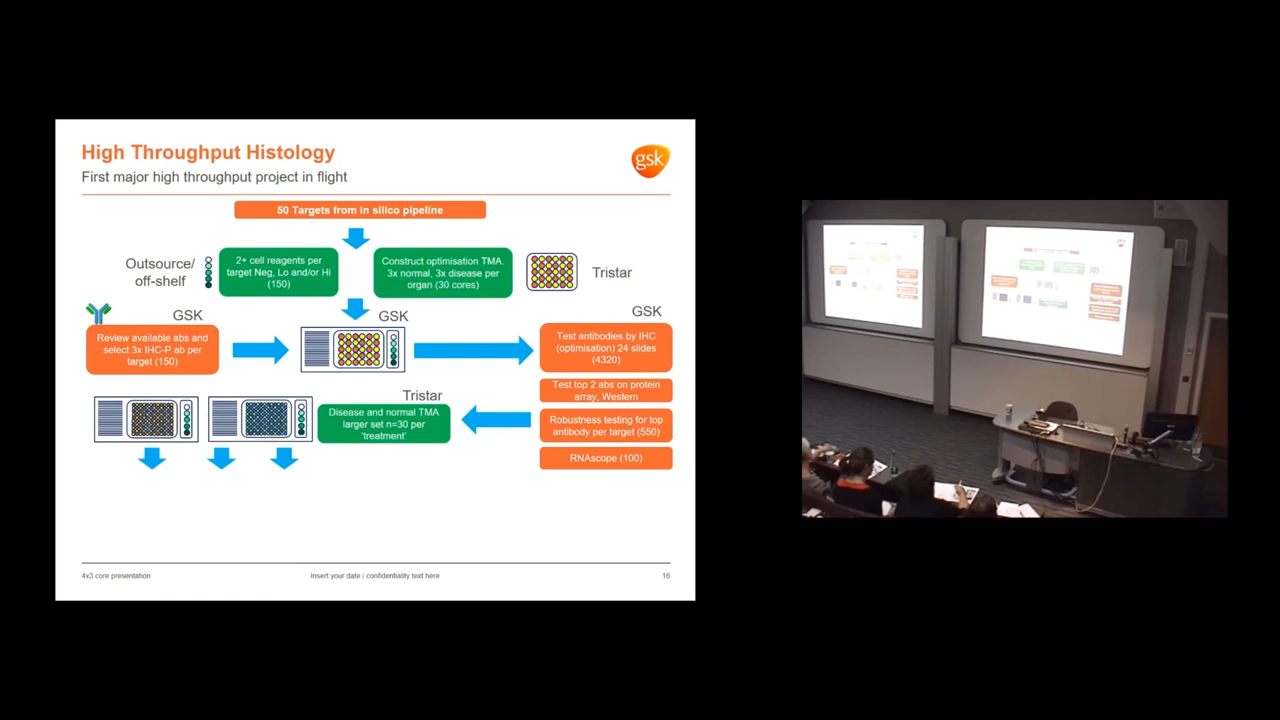 High Throughput Histology
First major high throughput project in flight
gsk
50 Targets from in silico pipeline
Outsource/
off-shelf
2+ cell reagents per
target Neg, Lo and/or Hi
(150)
Construct optimisation TMA.
3x normal, 3x disease per
organ (30 cores)
Tristar
GSK
Review available abs and
select 3x IHC-P ab per
target (150)
GSK
GSK
Test antibodies by IHC
(optimisation) 24 slides
(4320)
Test top 2 abs on protein
array, Western
Robustness testing for top
antibody per target (550)
RNAscope (100)
Tristar
Disease and normal TMA
larger set n=30 per
‘treatment’
4x3 core presentation
Insert your date / confidentiality text here
16